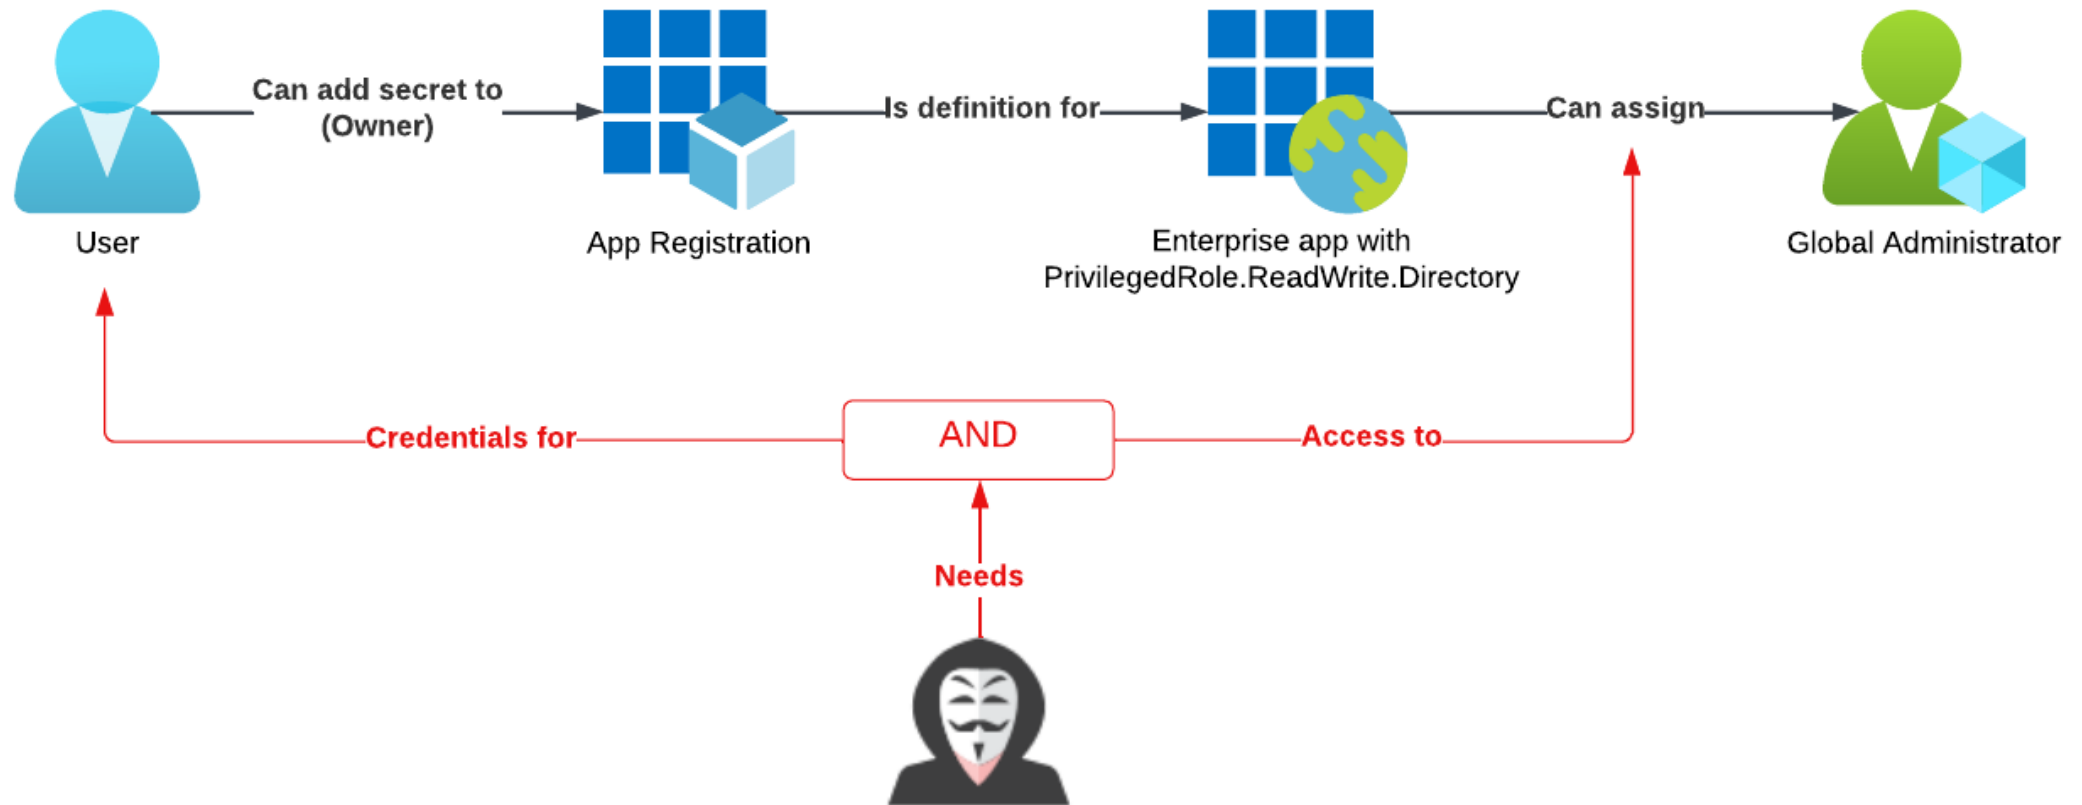 Can add secret to
(Owner)
Is definition for
Can assign
User
App Registration
Enterprise app with
PrivilegedRole.ReadWrite.Directory
Global Administrator
Credentials for
AND
Access to
Needs